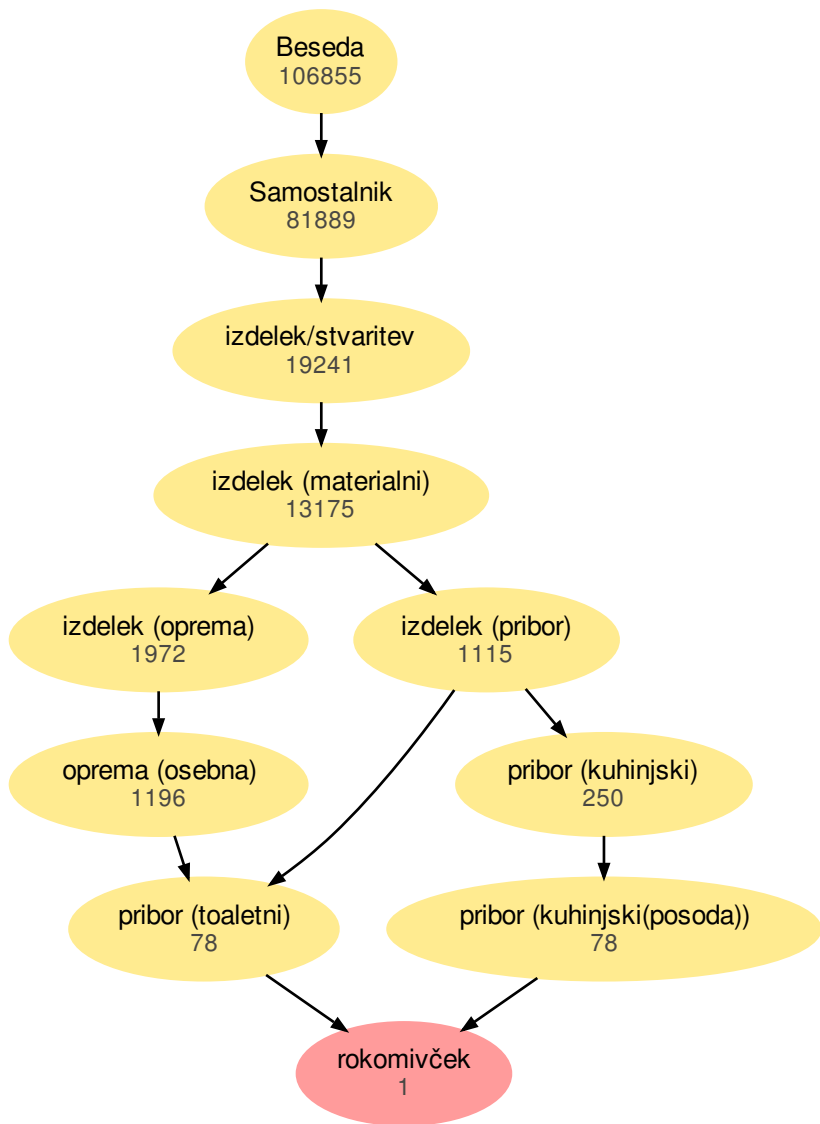 Beseda
106855
Samostalnik
81889
izdelek/stvaritev
19241
izdelek (materialni)
13175
izdelek (oprema)
1972
izdelek (pribor)
1115
oprema (osebna)
1196
pribor (kuhinjski)
250
pribor (toaletni)
78
pribor (kuhinjski(posoda))
78
rokomivček
1